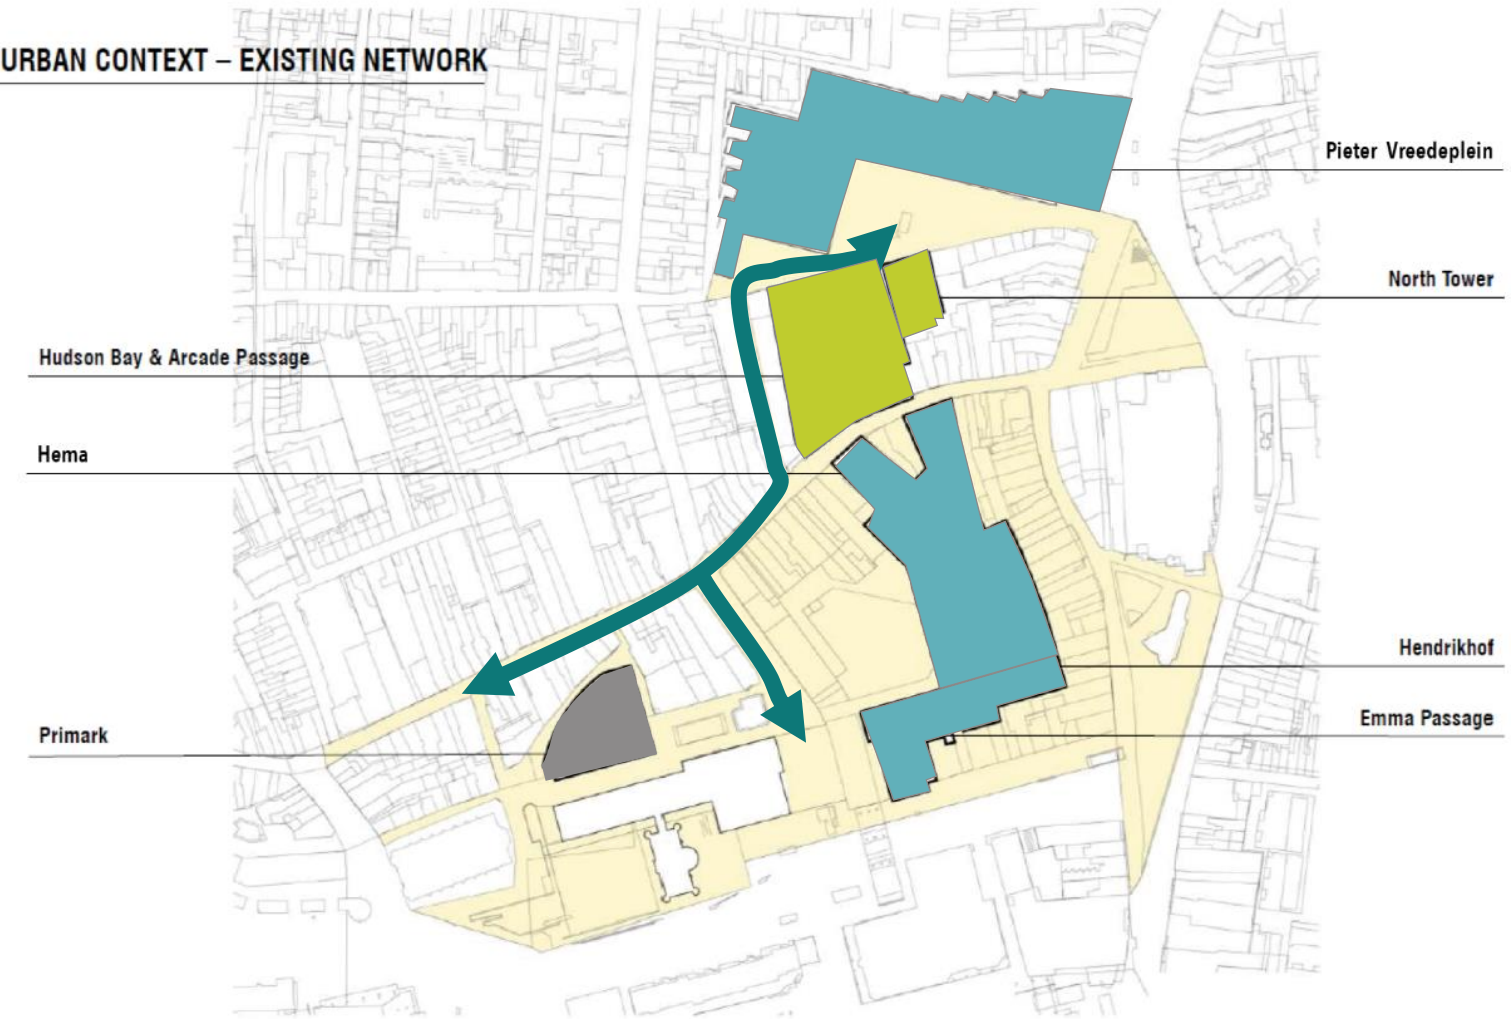 URBAN CONTEXT – EXISTING NETWORK
Pieter Vreedeplein
North Tower
Hudson Bay & Arcade Passage
Hema
Hendrikhof
Emma Passage
Primark